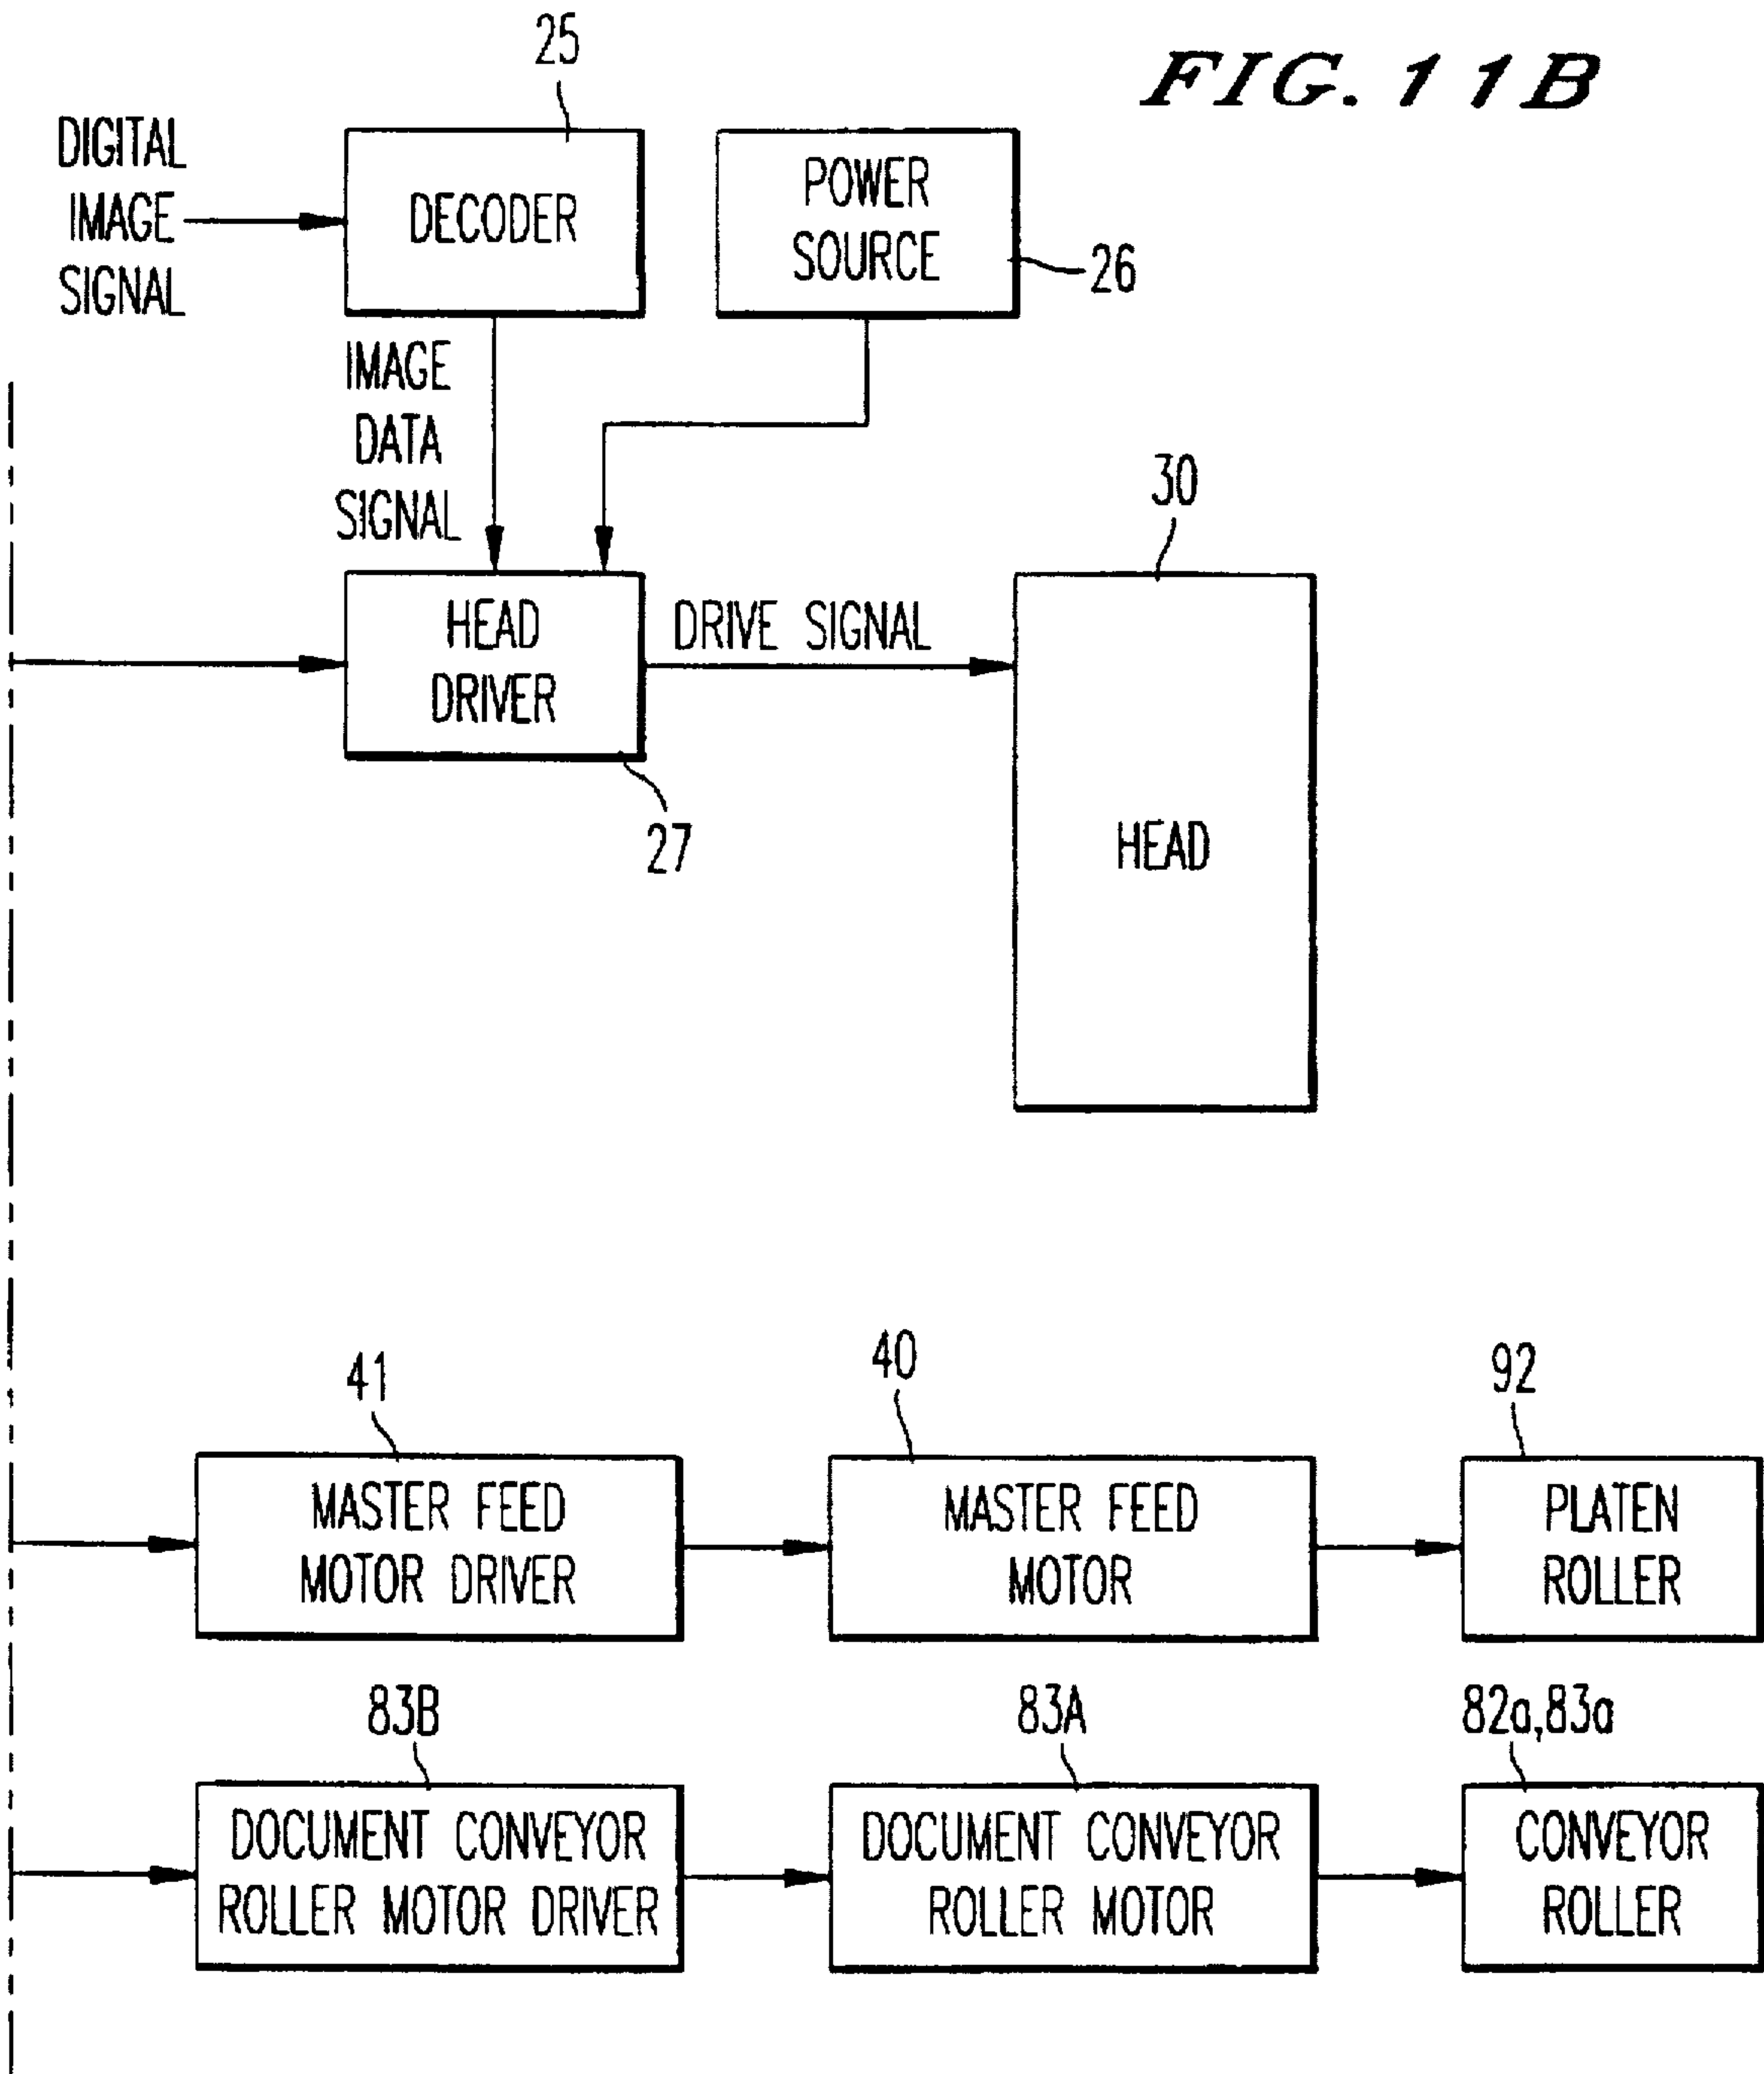 FIG. 11B
25
DIGITAL
IMAGE
SIGNAL
DECODER
POWER
SOURCE
26
IMAGE
DATA
SIGNAL
30
HEAD
DRIVER
DRIVE SIGNAL
27
HEAD
41
40
92
MASTER FEED
MOTOR DRIVER
MASTER FEED
MOTOR
PLATEN
ROLLER
83B
83A
82a,83a
DOCUMENT CONVEYOR
ROLLER MOTOR DRIVER
DOCUMENT CONVEYOR
ROLLER MOTOR
CONVEYOR
ROLLER